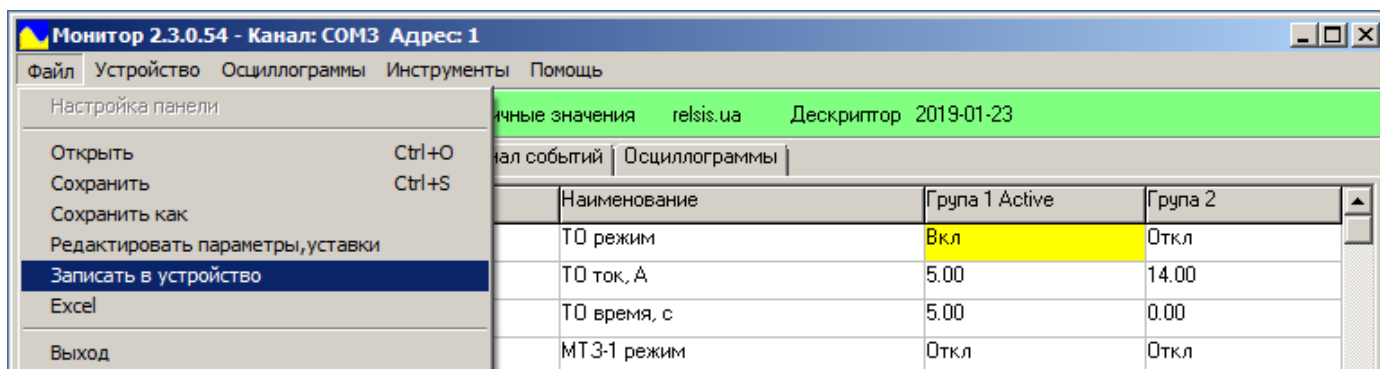 Монитор 2.3.0.54 - Канал: COM3 Адрес: 1
Файл Устройство Осциллограммы Инструменты Помощь
Настройка панели
значения relsis.ua Дескриптор 2019-01-23
Открыть Ctrl+O
событий Осциллограммы
Сохранить Ctrl+S
Сохранить как
Наименование Група 1 Active Група 2
Редактировать параметры,уставки
ТО режим Вкл Откл
Записать в устройство
ТО ток, А 5.00 14.00
Excel
ТО время, с 5.00 0.00
Выход
МТЗ-1 режим Откл Откл